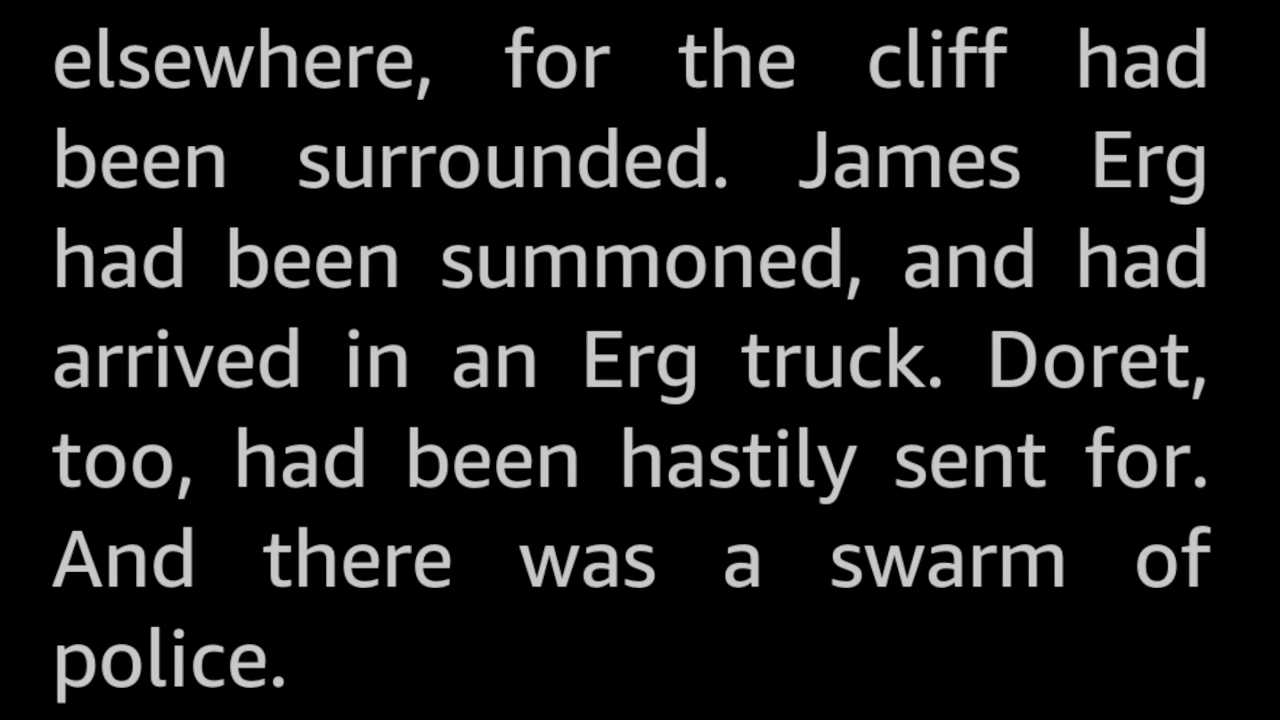 elsewhere, for the cliff had
been surrounded. James Erg
had been summoned, and had
arrived in an Erg truck. Doret,
too, had been hastily sent for.
And there was a swarm of
police.